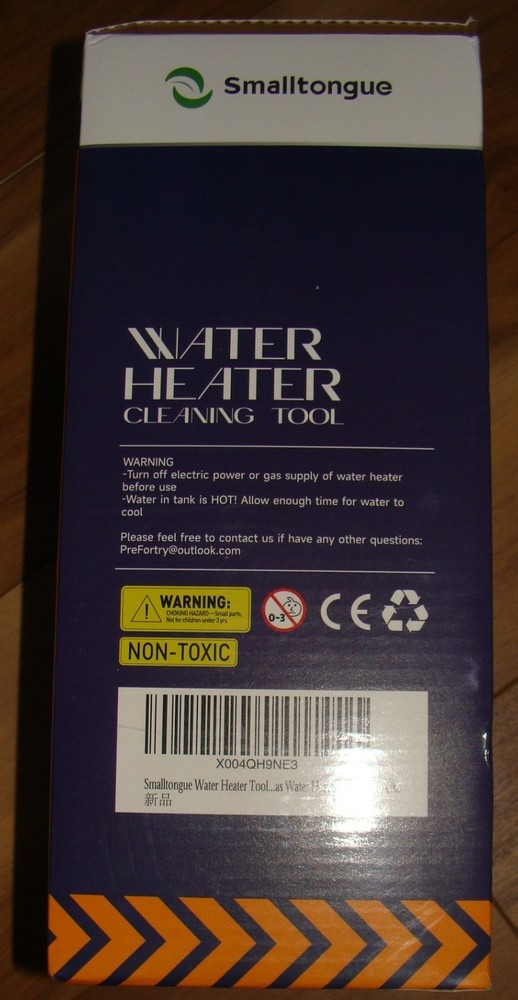 Smalltongue
WATER
HEATER
CLEANING TOOL
WARNING
-Turn off electric power or gas supply of water heater
before use
-Water in tank is HOT! Allow enough time for water to
cool
Please feel free to contact us if have any other questions:
PreFortry@outlook.com
WARNING:
CHOKING HAZARD—Small parts.
Not for children under 3 yrs.
0-3
CE
NON-TOXIC
X004QH9NE3
Smalltongue Water Heater Tool...as Water
新品